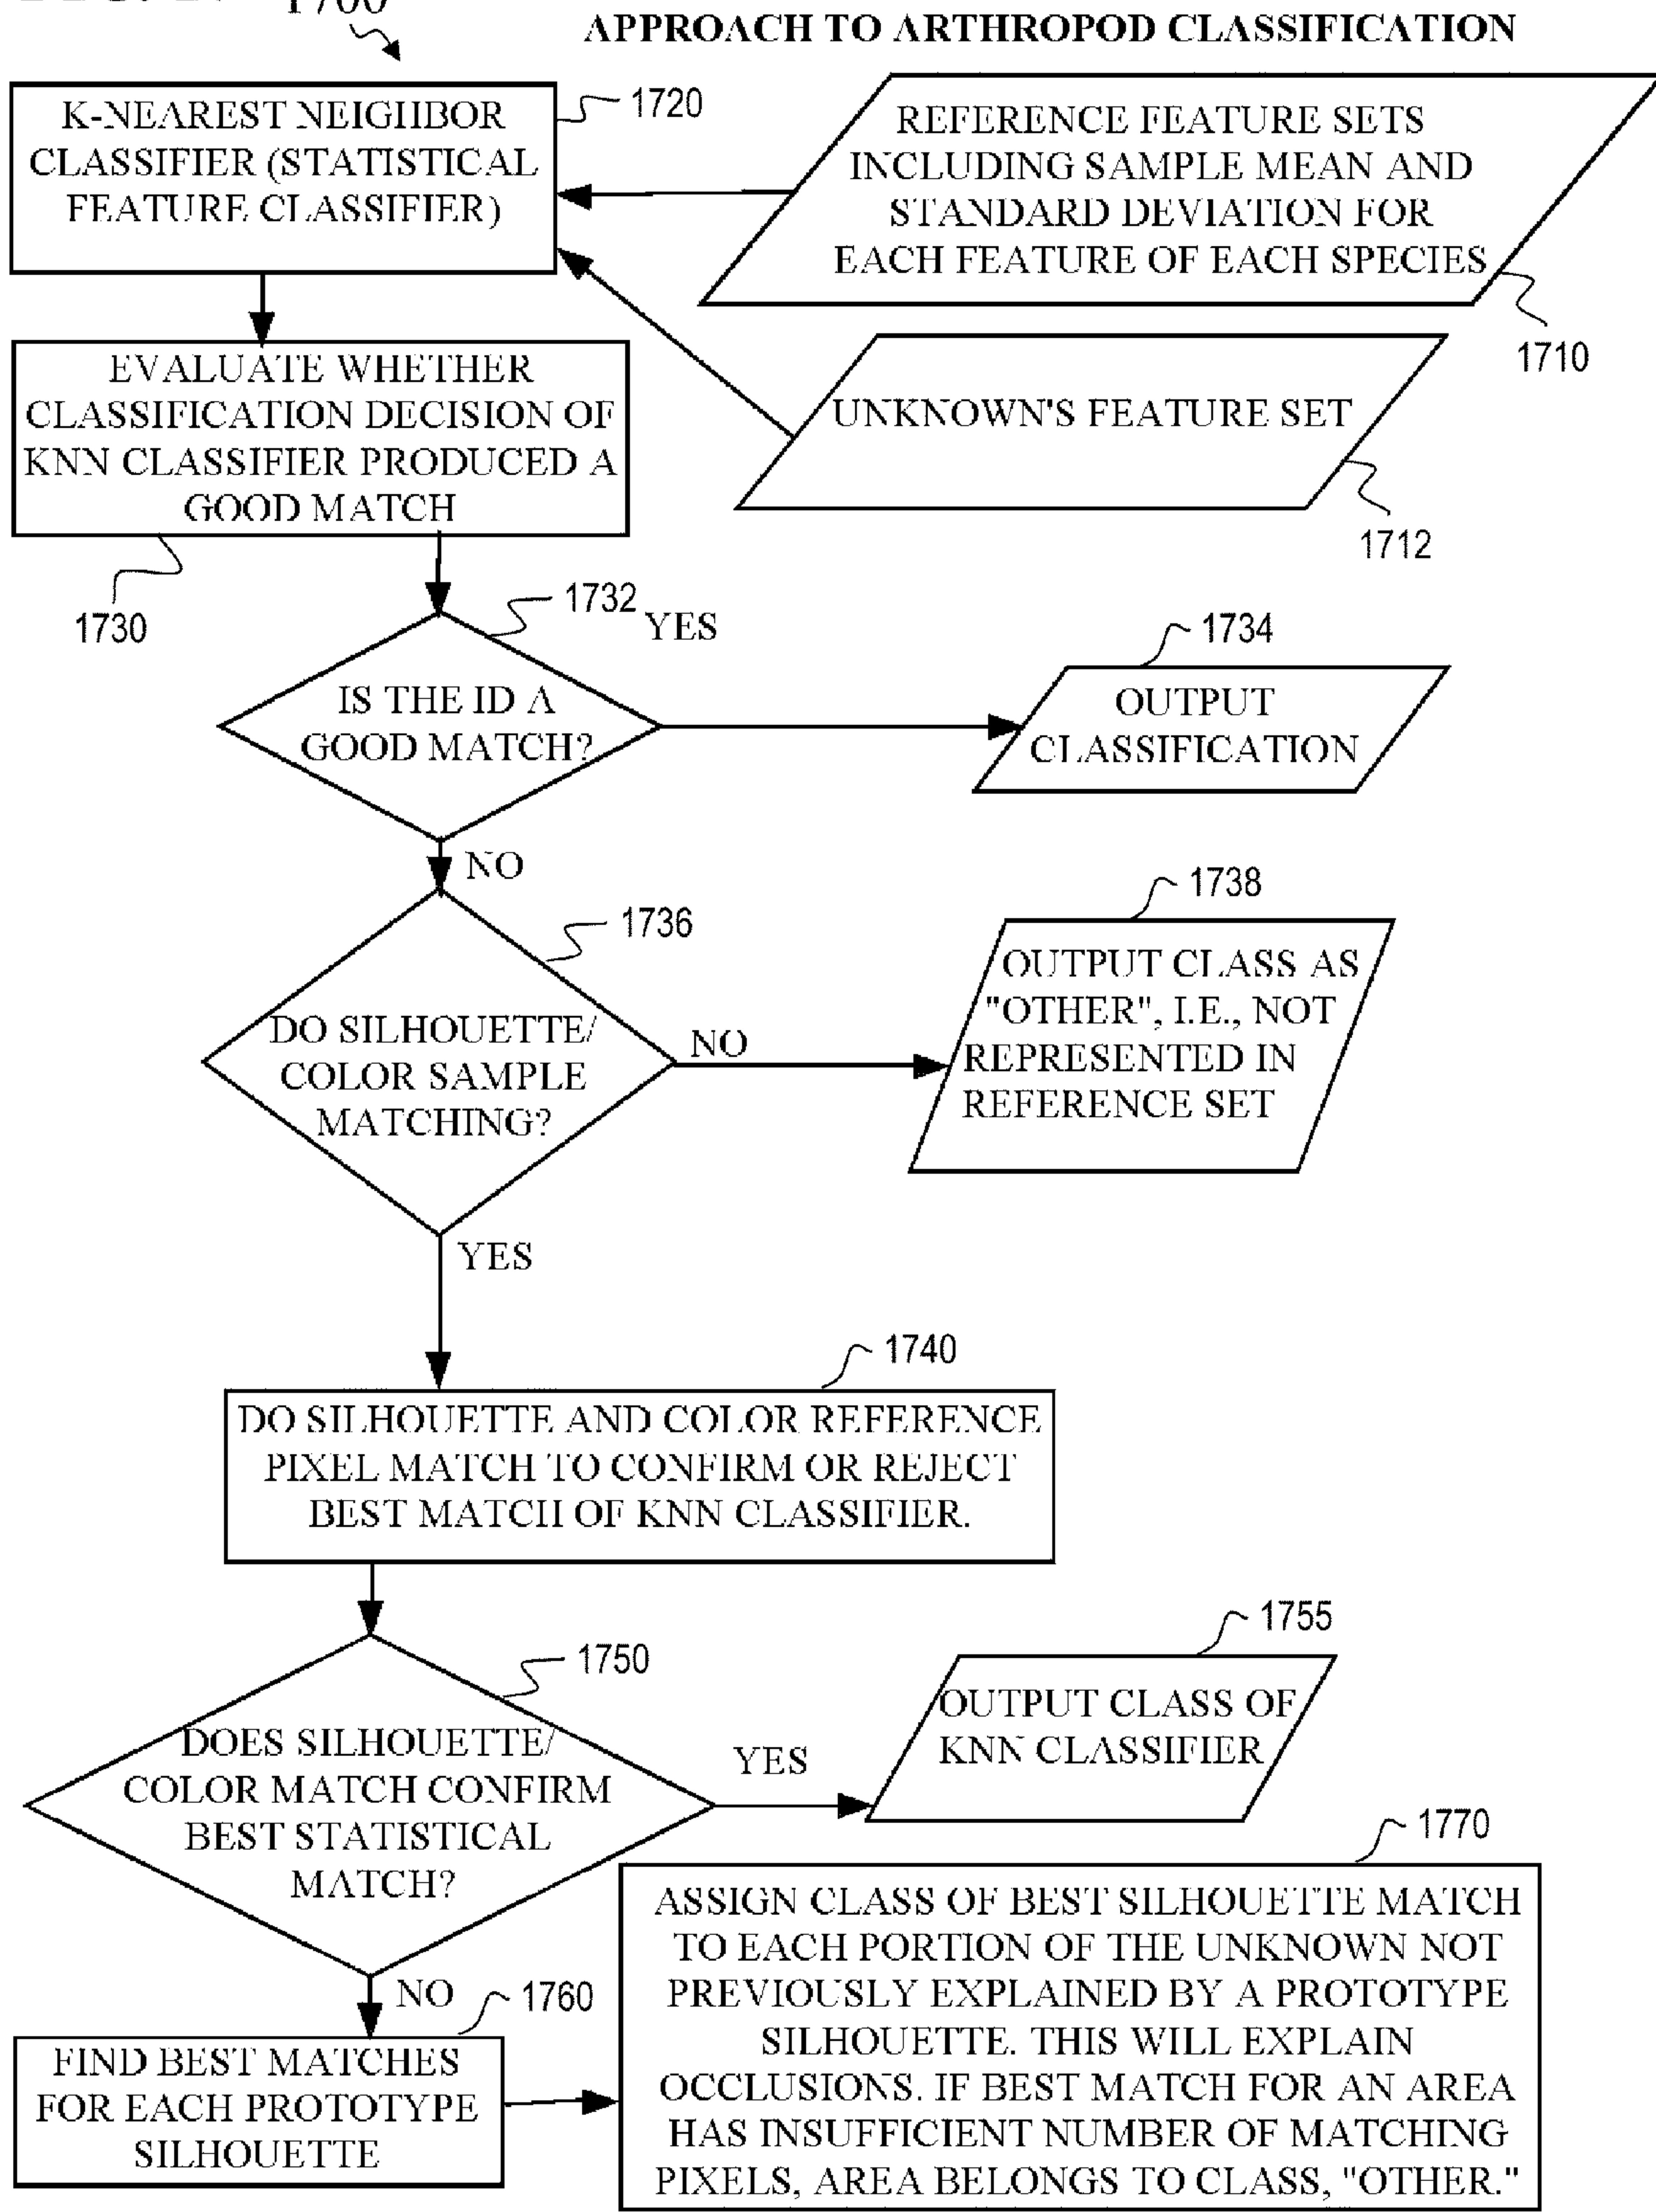 1700
APPROACH TO ARTHROPOD CLASSIFICATION
K-NEAREST NEIGHBOR
CLASSIFIER (STATISTICAL
FEATURE CLASSIFIER)
1720
REFERENCE FEATURE SETS
INCLUDING SAMPLE MEAN AND
STANDARD DEVIATION FOR
EACH FEATURE OF EACH SPECIES
1710
EVALUATE WHETHER
CLASSIFICATION DECISION OF
KNN CLASSIFIER PRODUCED A
GOOD MATCH
1730
UNKNOWN'S FEATURE SET
1712
1732
YES
IS THE ID A
GOOD MATCH?
1734
OUTPUT
CLASSIFICATION
NO
1736
DO SILHOUETTE/
COLOR SAMPLE
MATCHING?
NO
1738
OUTPUT CLASS AS
"OTHER", I.E., NOT
REPRESENTED IN
REFERENCE SET
YES
1740
DO SILHOUETTE AND COLOR REFERENCE
PIXEL MATCH TO CONFIRM OR REJECT
BEST MATCH OF KNN CLASSIFIER.
1750
DOES SILHOUETTE/
COLOR MATCH CONFIRM
BEST STATISTICAL
MATCH?
YES
1755
OUTPUT CLASS OF
KNN CLASSIFIER
NO
1760
FIND BEST MATCHES
FOR EACH PROTOTYPE
SILHOUETTE
1770
ASSIGN CLASS OF BEST SILHOUETTE MATCH
TO EACH PORTION OF THE UNKNOWN NOT
PREVIOUSLY EXPLAINED BY A PROTOTYPE
SILHOUETTE. THIS WILL EXPLAIN
OCCLUSIONS. IF BEST MATCH FOR AN AREA
HAS INSUFFICIENT NUMBER OF MATCHING
PIXELS, AREA BELONGS TO CLASS, "OTHER."